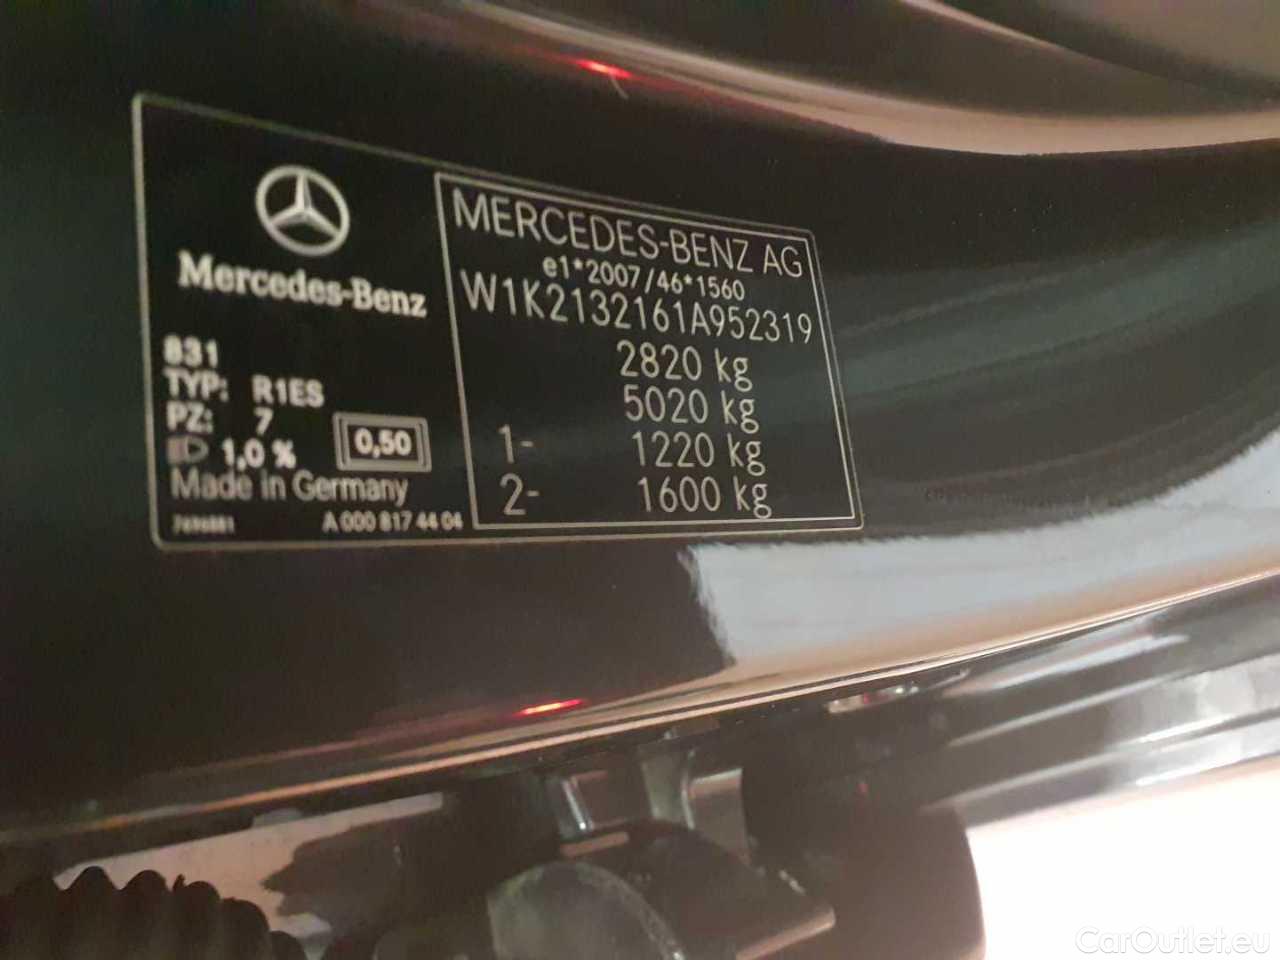 Mercedes-Benz
831
TYP: R1ES
PZ: 7
1,0 %
0,50
Made in Germany
A 000 817 44 04
MERCEDES-BENZ AG
e1*2007/46*1560
W1K2132161A952319
2820 kg
5020 kg
1- 1220 kg
2- 1600 kg
CarOutlet.eu